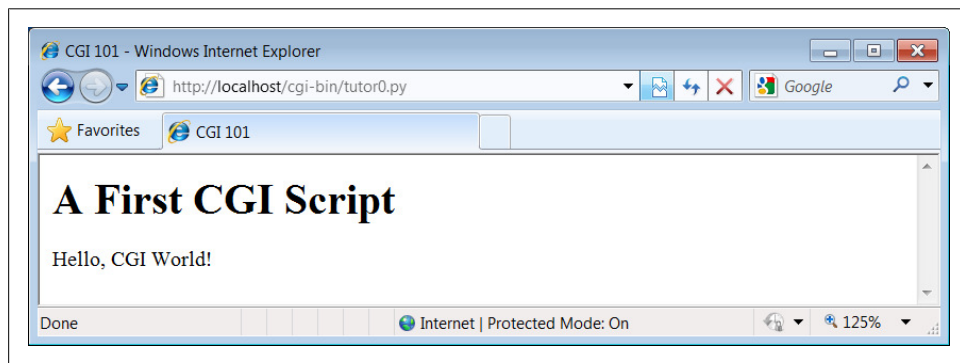 CGI 101 - Windows Internet Explorer
http://localhost/cgi-bin/tutor0.py
Google
Favorites
CGI 101
A First CGI Script
Hello, CGI World!
Done
Internet | Protected Mode: On
125%